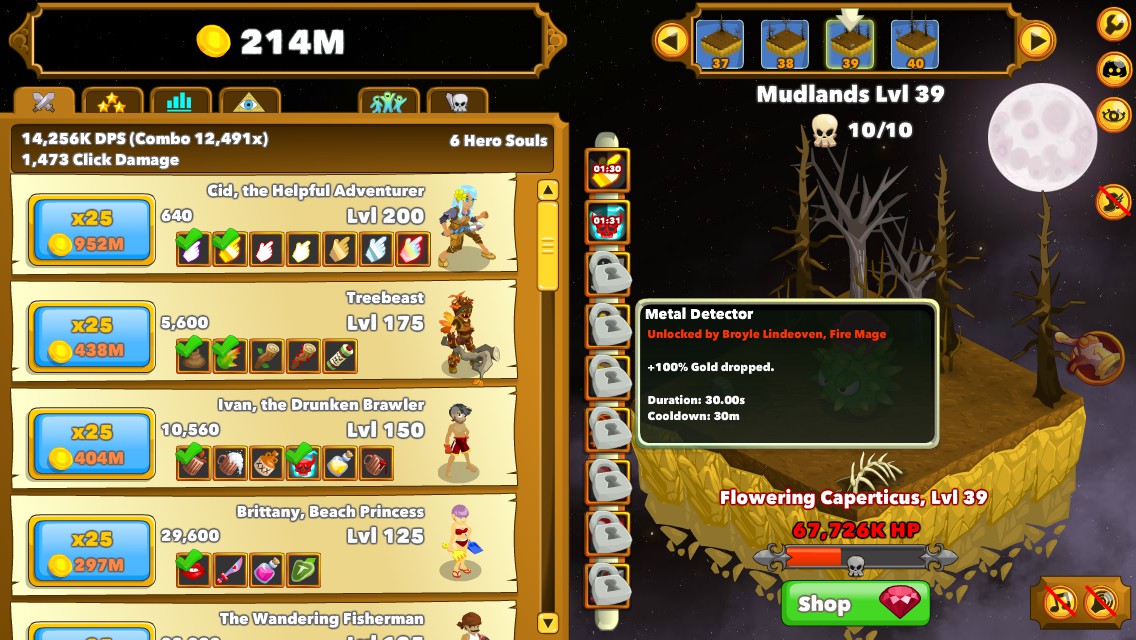 214M
37 38 39 40
Mudlands Lvl 39
10/10
14,256K DPS (Combo 12,491x)
6 Hero Souls
1,473 Click Damage
Cid, the Helpful Adventurer
x25
640
Lvl 200
952M
Treebeast
x25
5,600
Lvl 175
438M
Ivan, the Drunken Brawler
x25
10,560
Lvl 150
404M
Brittany, Beach Princess
x25
29,600
Lvl 125
297M
The Wandering Fisherman
01:30
01:31
Metal Detector
Unlocked by Broyle Lindeoven, Fire Mage
+100% Gold dropped.
Duration: 30.00s
Cooldown: 30m
Flowering Caperticus, Lvl 39
67,726K HP
Shop